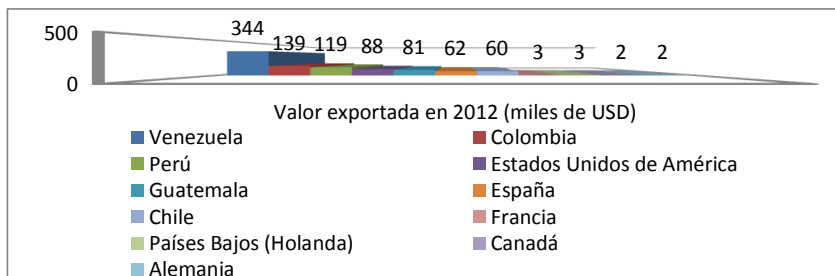 500
0
344 139 119 88 81 62 60 3 3 2 2
Valor exportada en 2012 (miles de USD)
Venezuela Colombia
Perú Estados Unidos de América
Guatemala España
Chile Francia
Países Bajos (Holanda) Canadá
Alemania